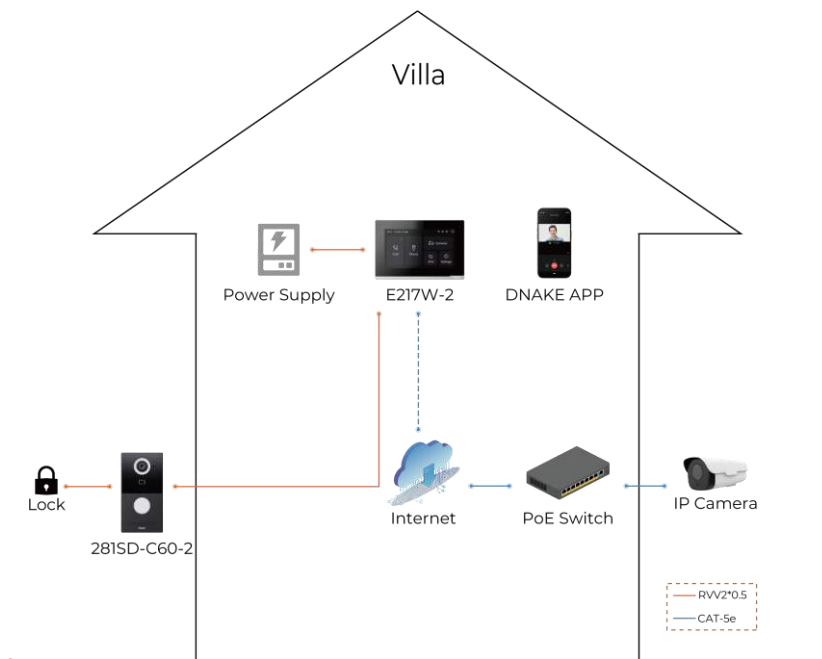 Villa
Power Supply
E217W-2
DNAKE APP
Lock
281SD-C60-2
Internet
PoE Switch
IP Camera
RVV2*0.5
CAT-5e